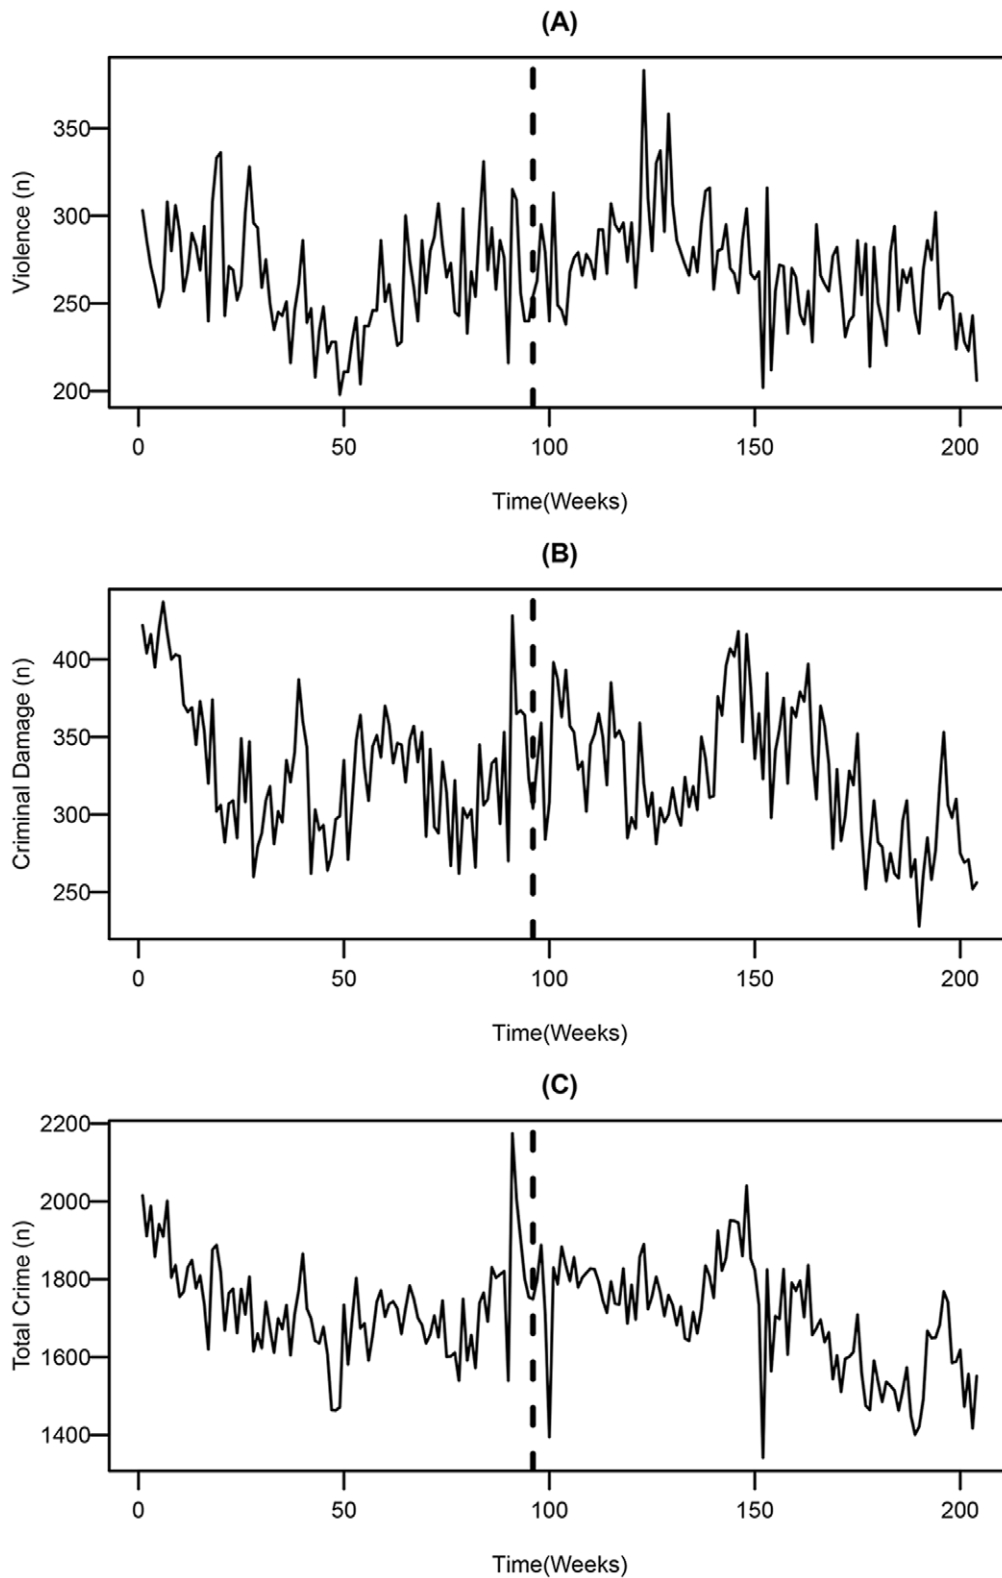 (A)
Violence (n)
350
300
250
200
0 50 100 150 200
Time(Weeks)
(B)
Criminal Damage (n)
400
350
300
250
0 50 100 150 200
Time(Weeks)
(C)
Total Crime (n)
2200
2000
1800
1600
1400
0 50 100 150 200
Time(Weeks)